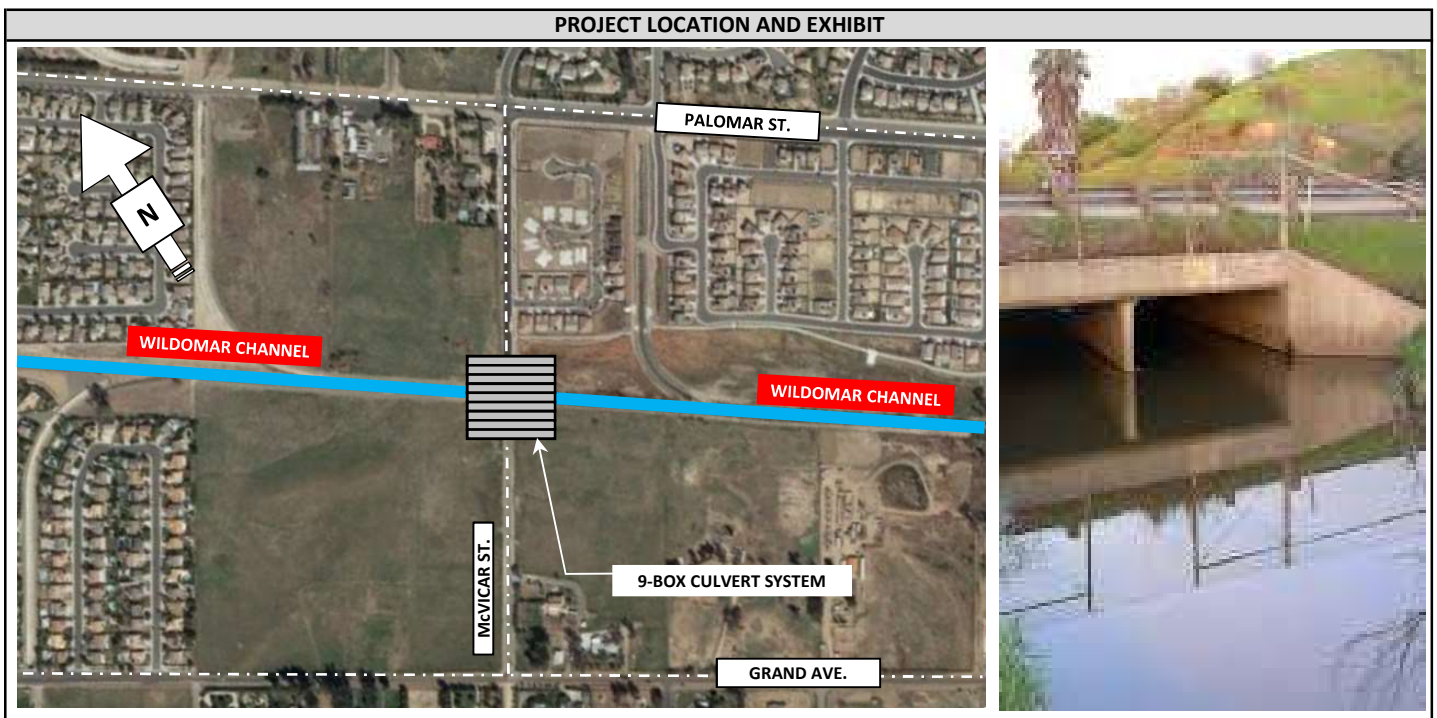 PROJECT LOCATION AND EXHIBIT
PALOMAR ST.
N
WILDOMAR CHANNEL
WILDOMAR CHANNEL
McVICAR ST.
9-BOX CULVERT SYSTEM
GRAND AVE.